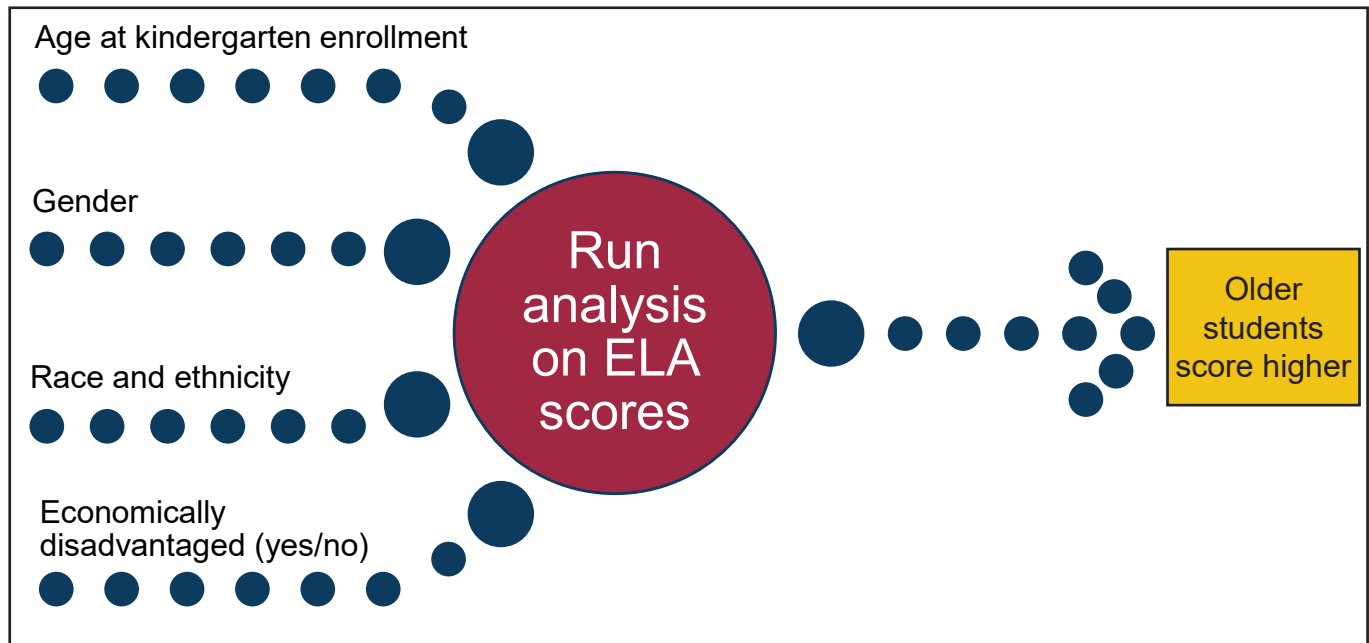 Age at kindergarten enrollment
Gender
Race and ethnicity
Economically
disadvantaged (yes/no)
Run
analysis
on ELA
scores
Older
students
score higher